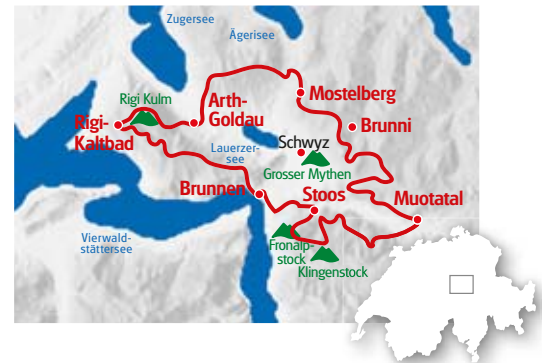 Zugersee
Ägerisee
Rigi Kulm
Mostelberg
Arth-
Goldau
Rigi-
Kaltbad
Brunni
Schwyz
Lauerzer-
see
Grosser Mythen
Brunnen
Stoos
Muotatal
Vierwald-
stättersee
Fronalp-
stock
Klingenstock